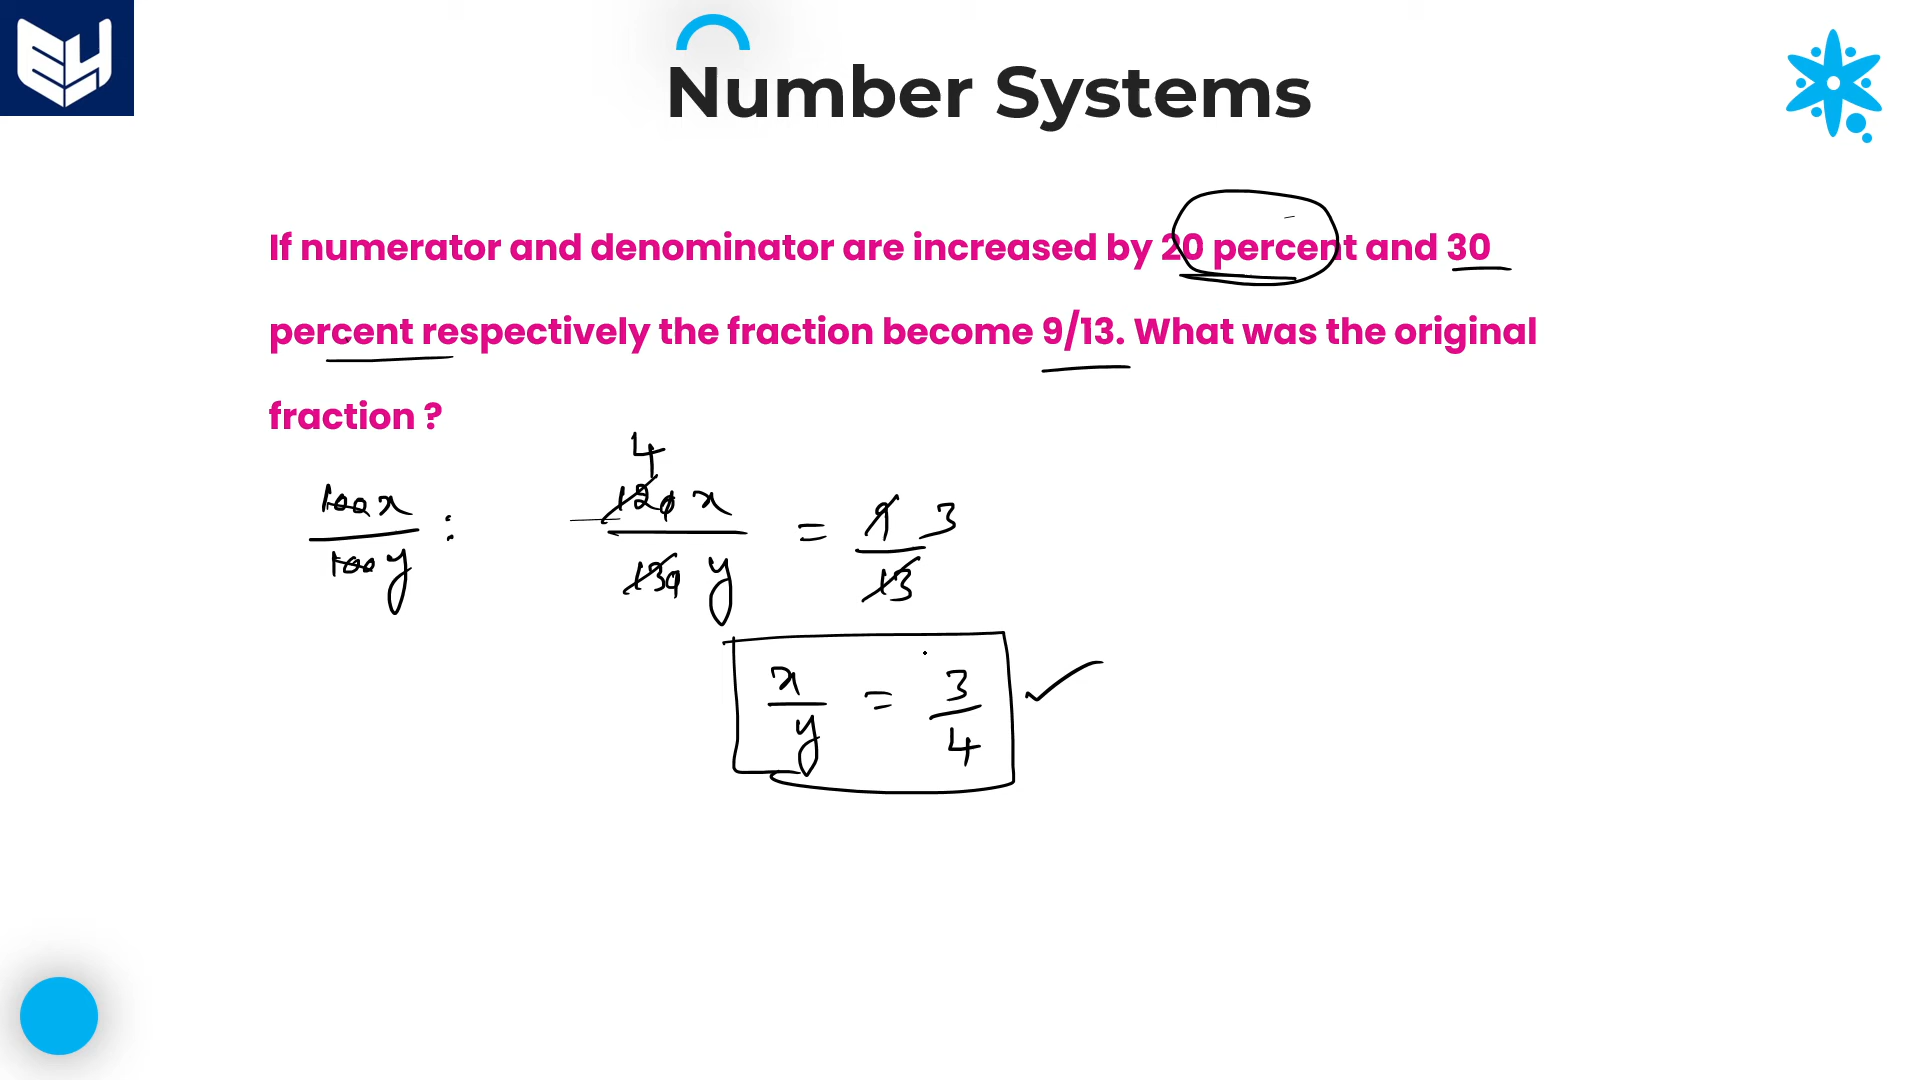 EY
Number Systems
If numerator and denominator are increased by 20 percent and 30
percent respectively the fraction become 9/13. What was the original
fraction ?
4
100x/100y : 120x/130y = 9/13 3
x/y = 3/4